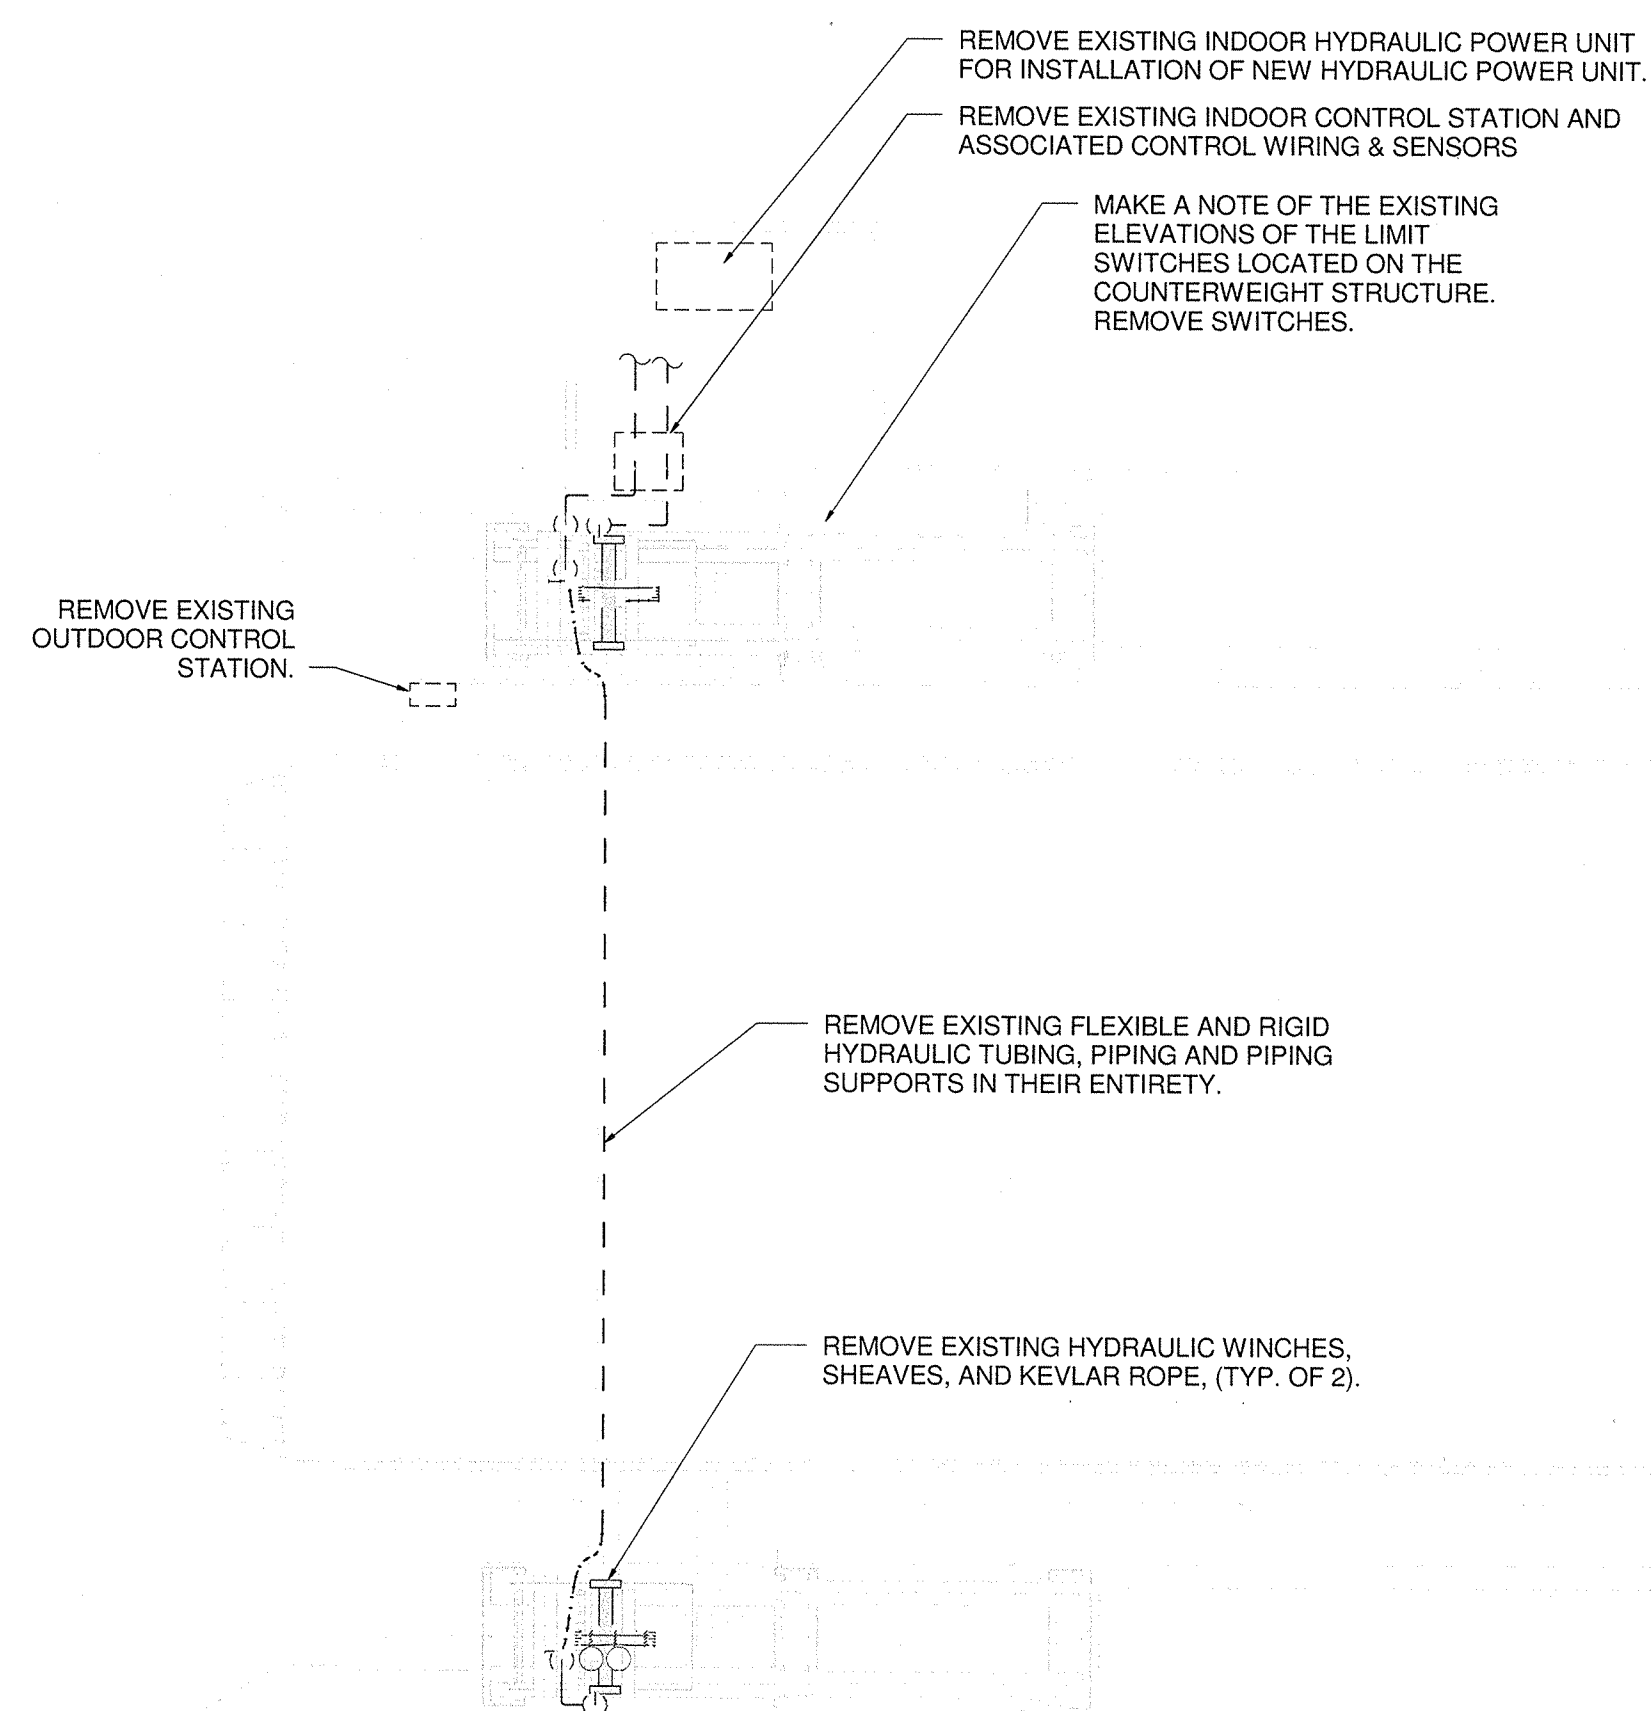 REMOVE EXISTING INDOOR HYDRAULIC POWER UNIT
FOR INSTALLATION OF NEW HYDRAULIC POWER UNIT.
REMOVE EXISTING INDOOR CONTROL STATION AND
ASSOCIATED CONTROL WIRING & SENSORS
MAKE A NOTE OF THE EXISTING
ELEVATIONS OF THE LIMIT
SWITCHES LOCATED ON THE
COUNTERWEIGHT STRUCTURE.
REMOVE SWITCHES.
REMOVE EXISTING
OUTDOOR CONTROL
STATION.
REMOVE EXISTING FLEXIBLE AND RIGID
HYDRAULIC TUBING, PIPING AND PIPING
SUPPORTS IN THEIR ENTIRETY.
REMOVE EXISTING HYDRAULIC WINCHES,
SHEAVES, AND KEVLAR ROPE, (TYP. OF 2).